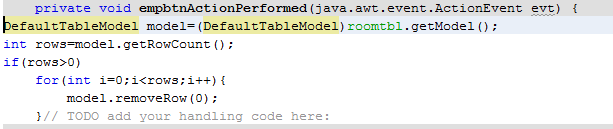 private void empbtnActionPerformed(java.awt.event.ActionEvent evt) {
DefaultTableModel model=(DefaultTableModel)roomtbl.getModel();
int rows=model.getRowCount();
if(rows>0)
for(int i=0;i<rows;i++){
model.removeRow(0);
}// TODO add your handling code here: